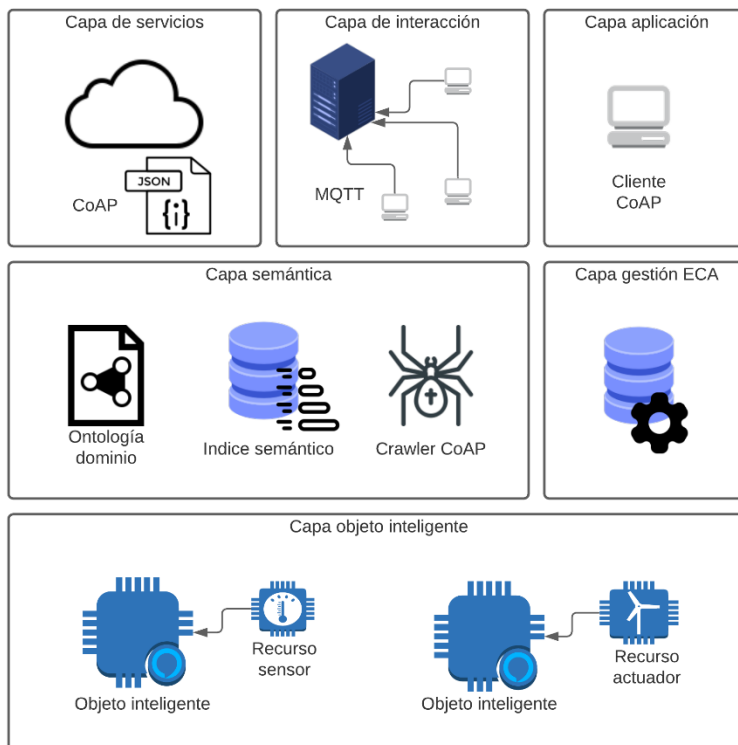 Capa de servicios
CoAP
JSON
{i}
Capa de interacción
MQTT
Capa aplicación
Cliente
CoAP
Capa semántica
Ontología
dominio
Indice semántico
Crawler CoAP
Capa gestión ECA
Capa objeto inteligente
Objeto inteligente
Recurso
sensor
Objeto inteligente
Recurso
actuador